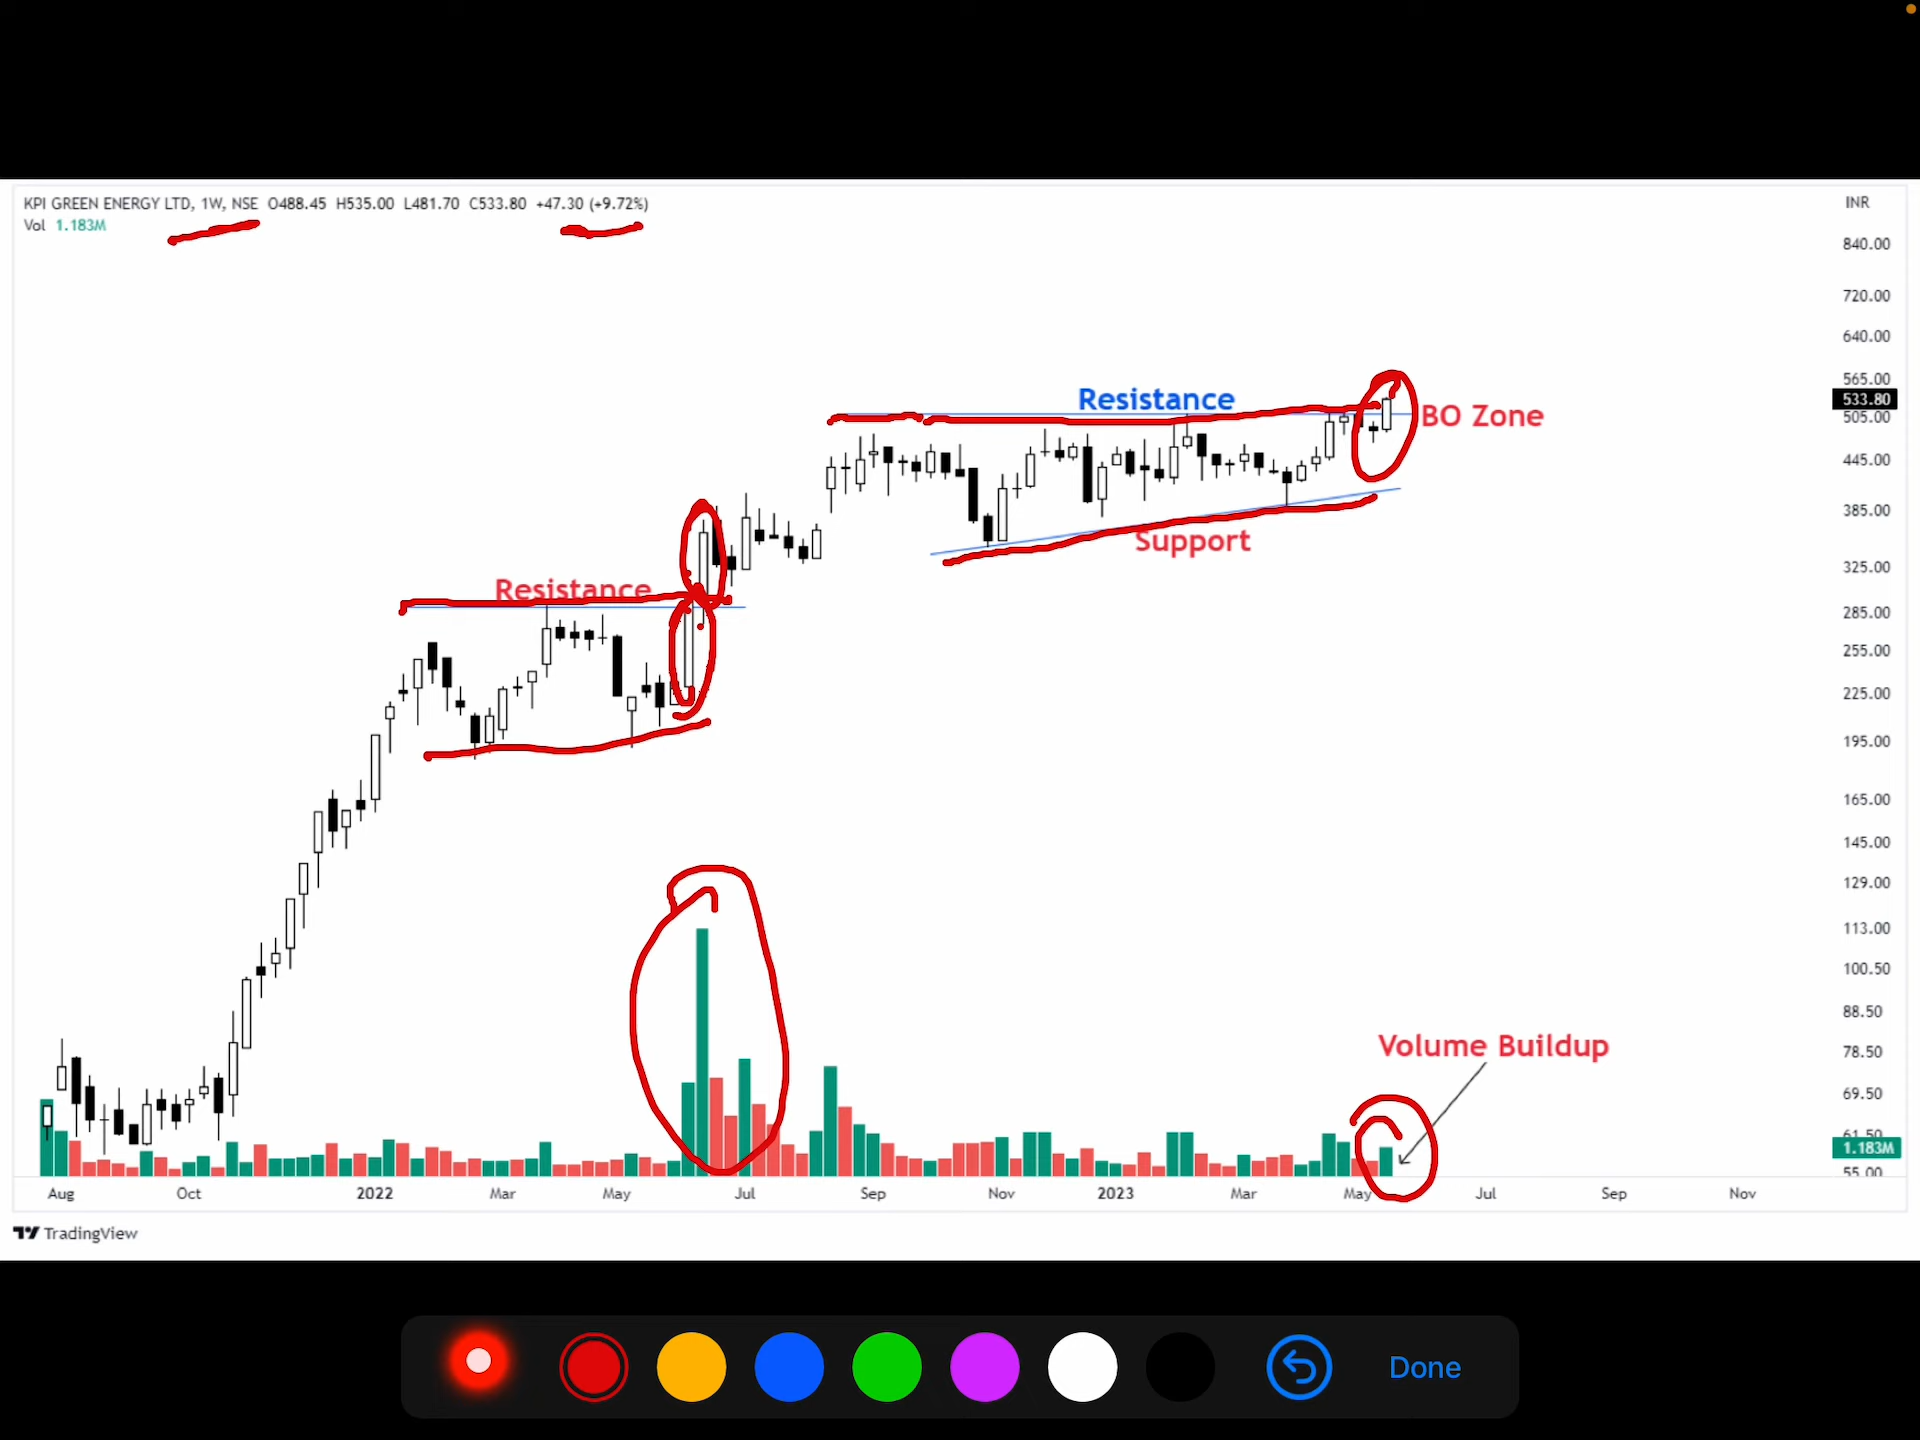 KPI GREEN ENERGY LTD, 1W, NSE O488.45 H535.00 L481.70 C533.80 +47.30 (+9.72%)
Vol 1.183M
INR
840.00
720.00
640.00
565.00
533.80
505.00
445.00
385.00
325.00
285.00
255.00
225.00
195.00
165.00
145.00
129.00
113.00
100.50
88.50
78.50
69.50
61.50
1.183M
55.00
Resistance
BO Zone
Support
Resistance
Volume Buildup
Aug Oct 2022 Mar May Jul Sep Nov 2023 Mar May Jul Sep Nov
TradingView
Done